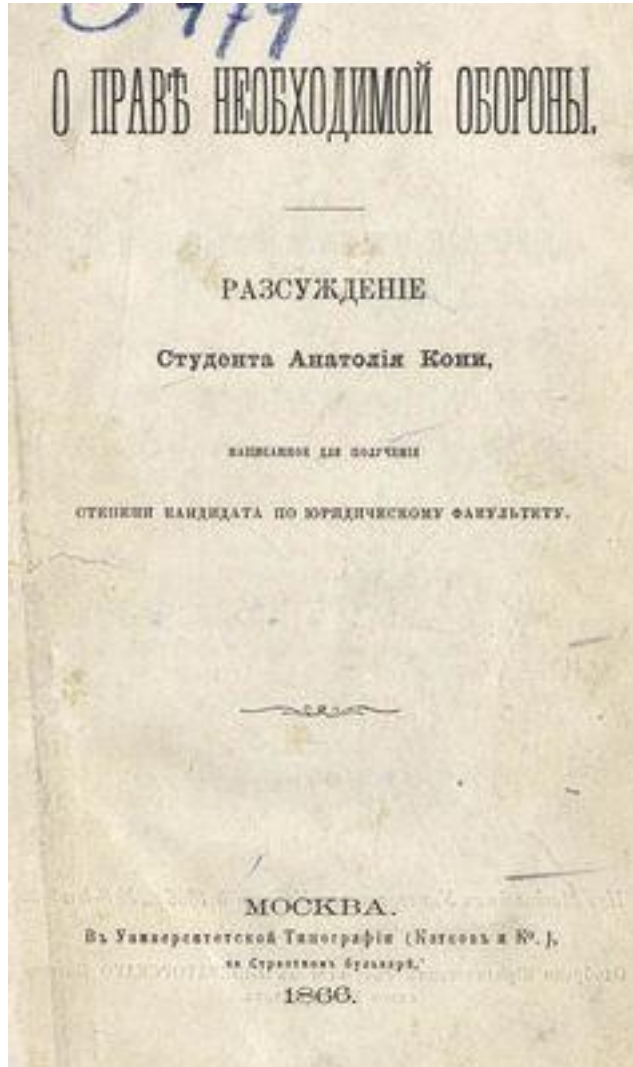 О ПРАВѢ НЕОБХОДИМОЙ ОБОРОНЫ.
РАЗСУЖДЕНІЕ
Студента Анатолія Кони,
НАПИСАННОЕ ДЛЯ ПОЛУЧЕНІЯ
СТЕПЕНИ КАНДИДАТА ПО ЮРИДИЧЕСКОМУ ФАКУЛЬТЕТУ.
МОСКВА.
Въ Университетской Типографіи (Катковъ и Ко.),
на Страстномъ бульварѣ,
1866.